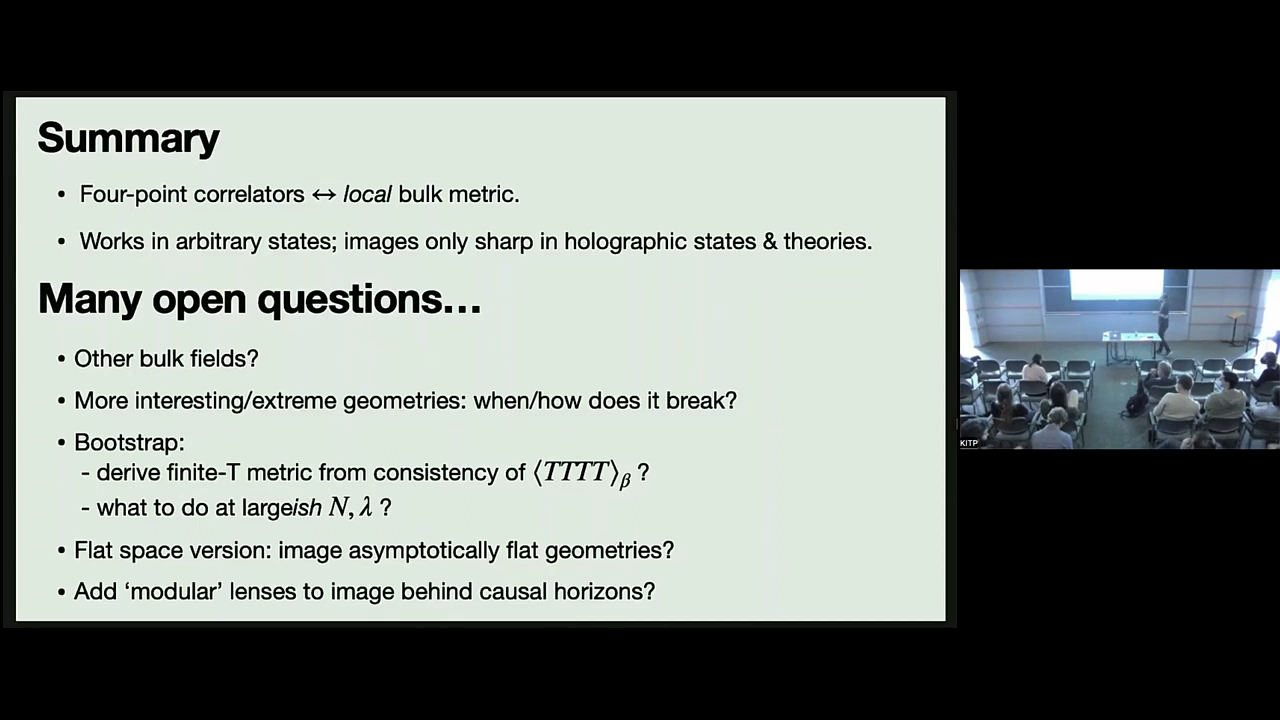 Summary
• Four-point correlators ↔ local bulk metric.
• Works in arbitrary states; images only sharp in holographic states & theories.
Many open questions…
• Other bulk fields?
• More interesting/extreme geometries: when/how does it break?
• Bootstrap:
- derive finite-T metric from consistency of ⟨TTTT⟩β ?
- what to do at largeish N, λ ?
• Flat space version: image asymptotically flat geometries?
• Add ‘modular’ lenses to image behind causal horizons?
KITP